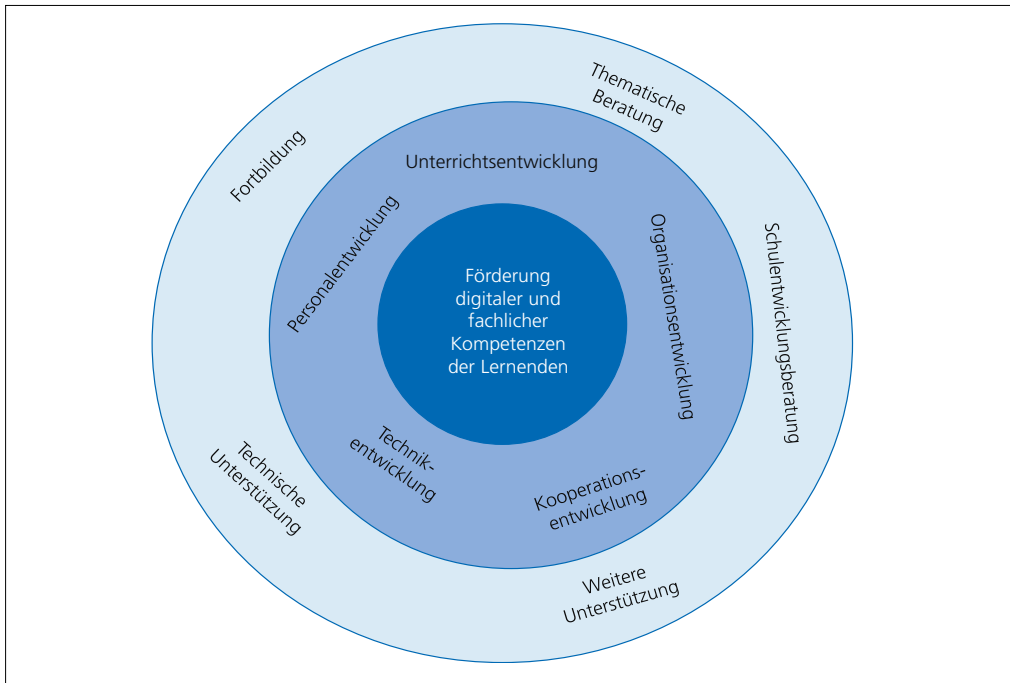 Thematische
Beratung
Fortbildung
Unterrichtsentwicklung
Personalentwicklung
Organisationsentwicklung
Schulentwicklungsberatung
Förderung
digitaler und
fachlicher
Kompetenzen
der Lernenden
Technik-
entwicklung
Technische
Unterstützung
Kooperations-
entwicklung
Weitere
Unterstützung